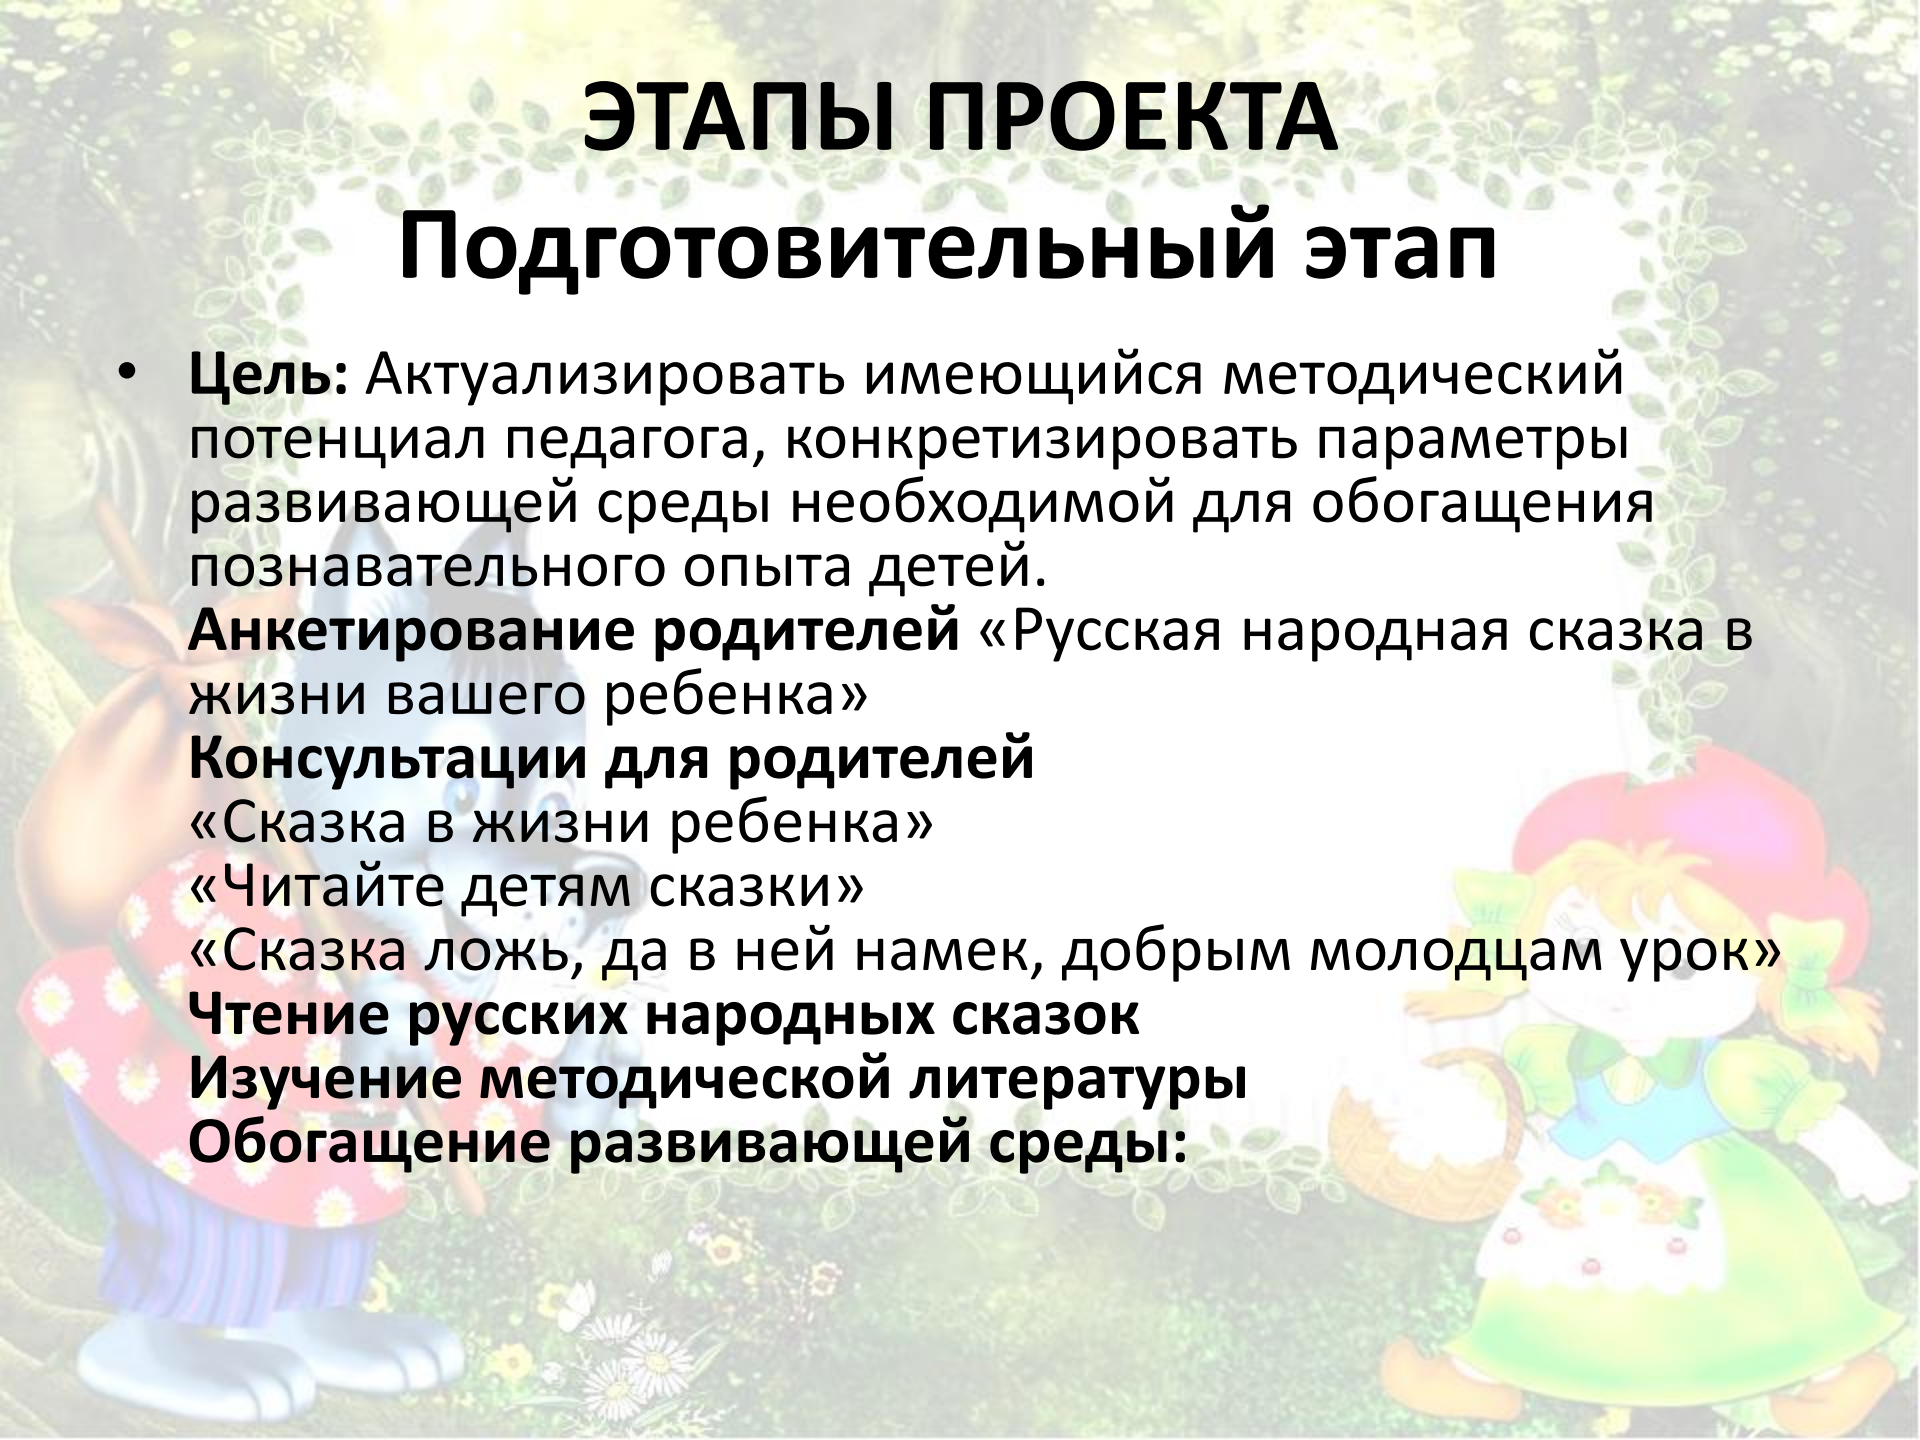 ЭТАПЫ ПРОЕКТА
Подготовительный этап
• Цель: Актуализировать имеющийся методический
потенциал педагога, конкретизировать параметры
развивающей среды необходимой для обогащения
познавательного опыта детей.
Анкетирование родителей «Русская народная сказка в
жизни вашего ребенка»
Консультации для родителей
«Сказка в жизни ребенка»
«Читайте детям сказки»
«Сказка ложь, да в ней намек, добрым молодцам урок»
Чтение русских народных сказок
Изучение методической литературы
Обогащение развивающей среды: